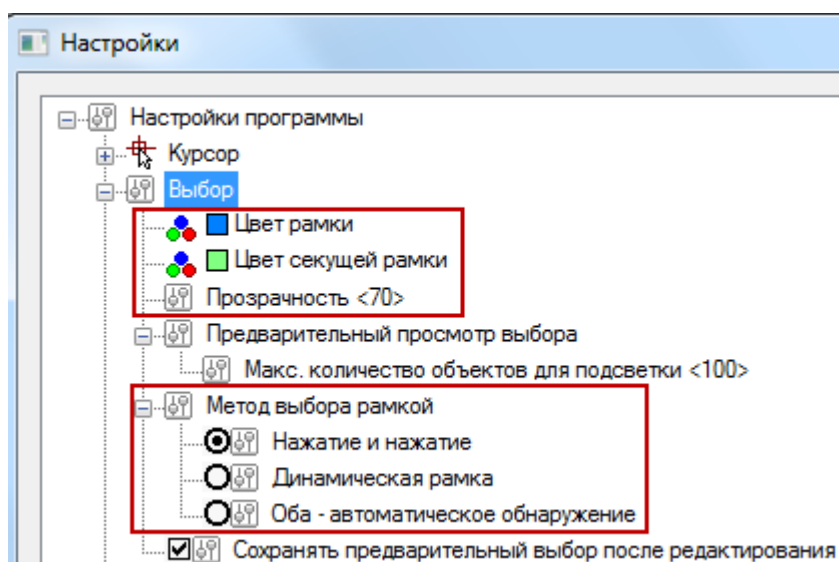 Настройки
Настройки программы
Курсор
Выбор
Цвет рамки
Цвет секущей рамки
Прозрачность <70>
Предварительный просмотр выбора
Макс. количество объектов для подсветки <100>
Метод выбора рамкой
Нажатие и нажатие
Динамическая рамка
Оба - автоматическое обнаружение
Сохранять предварительный выбор после редактирования